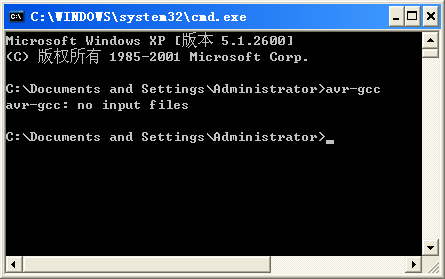 C:\WINDOWS\system32\cmd.exe
Microsoft Windows XP [版本 5.1.2600]
(C) 版权所有 1985-2001 Microsoft Corp.
C:\Documents and Settings\Administrator>avr-gcc
avr-gcc: no input files
C:\Documents and Settings\Administrator>